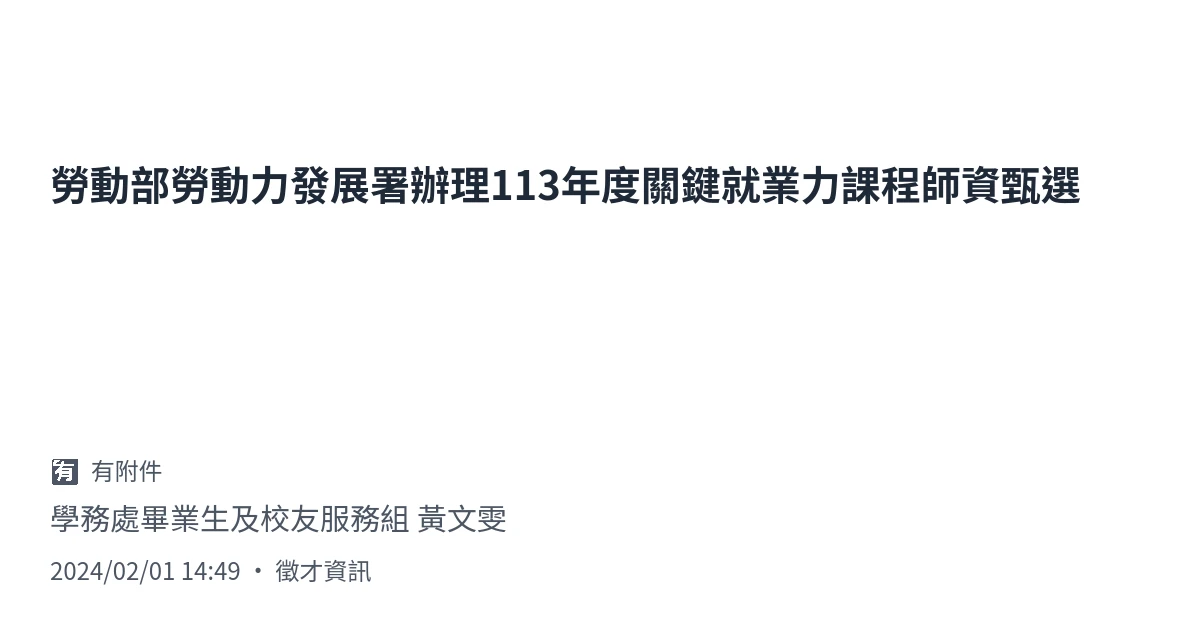 勞動部勞動力發展署辦理113年度關鍵就業力課程師資甄選
🈶 有附件
學務處畢業生及校友服務組 黃文雯
2024/02/01 14:49 • 徵才資訊